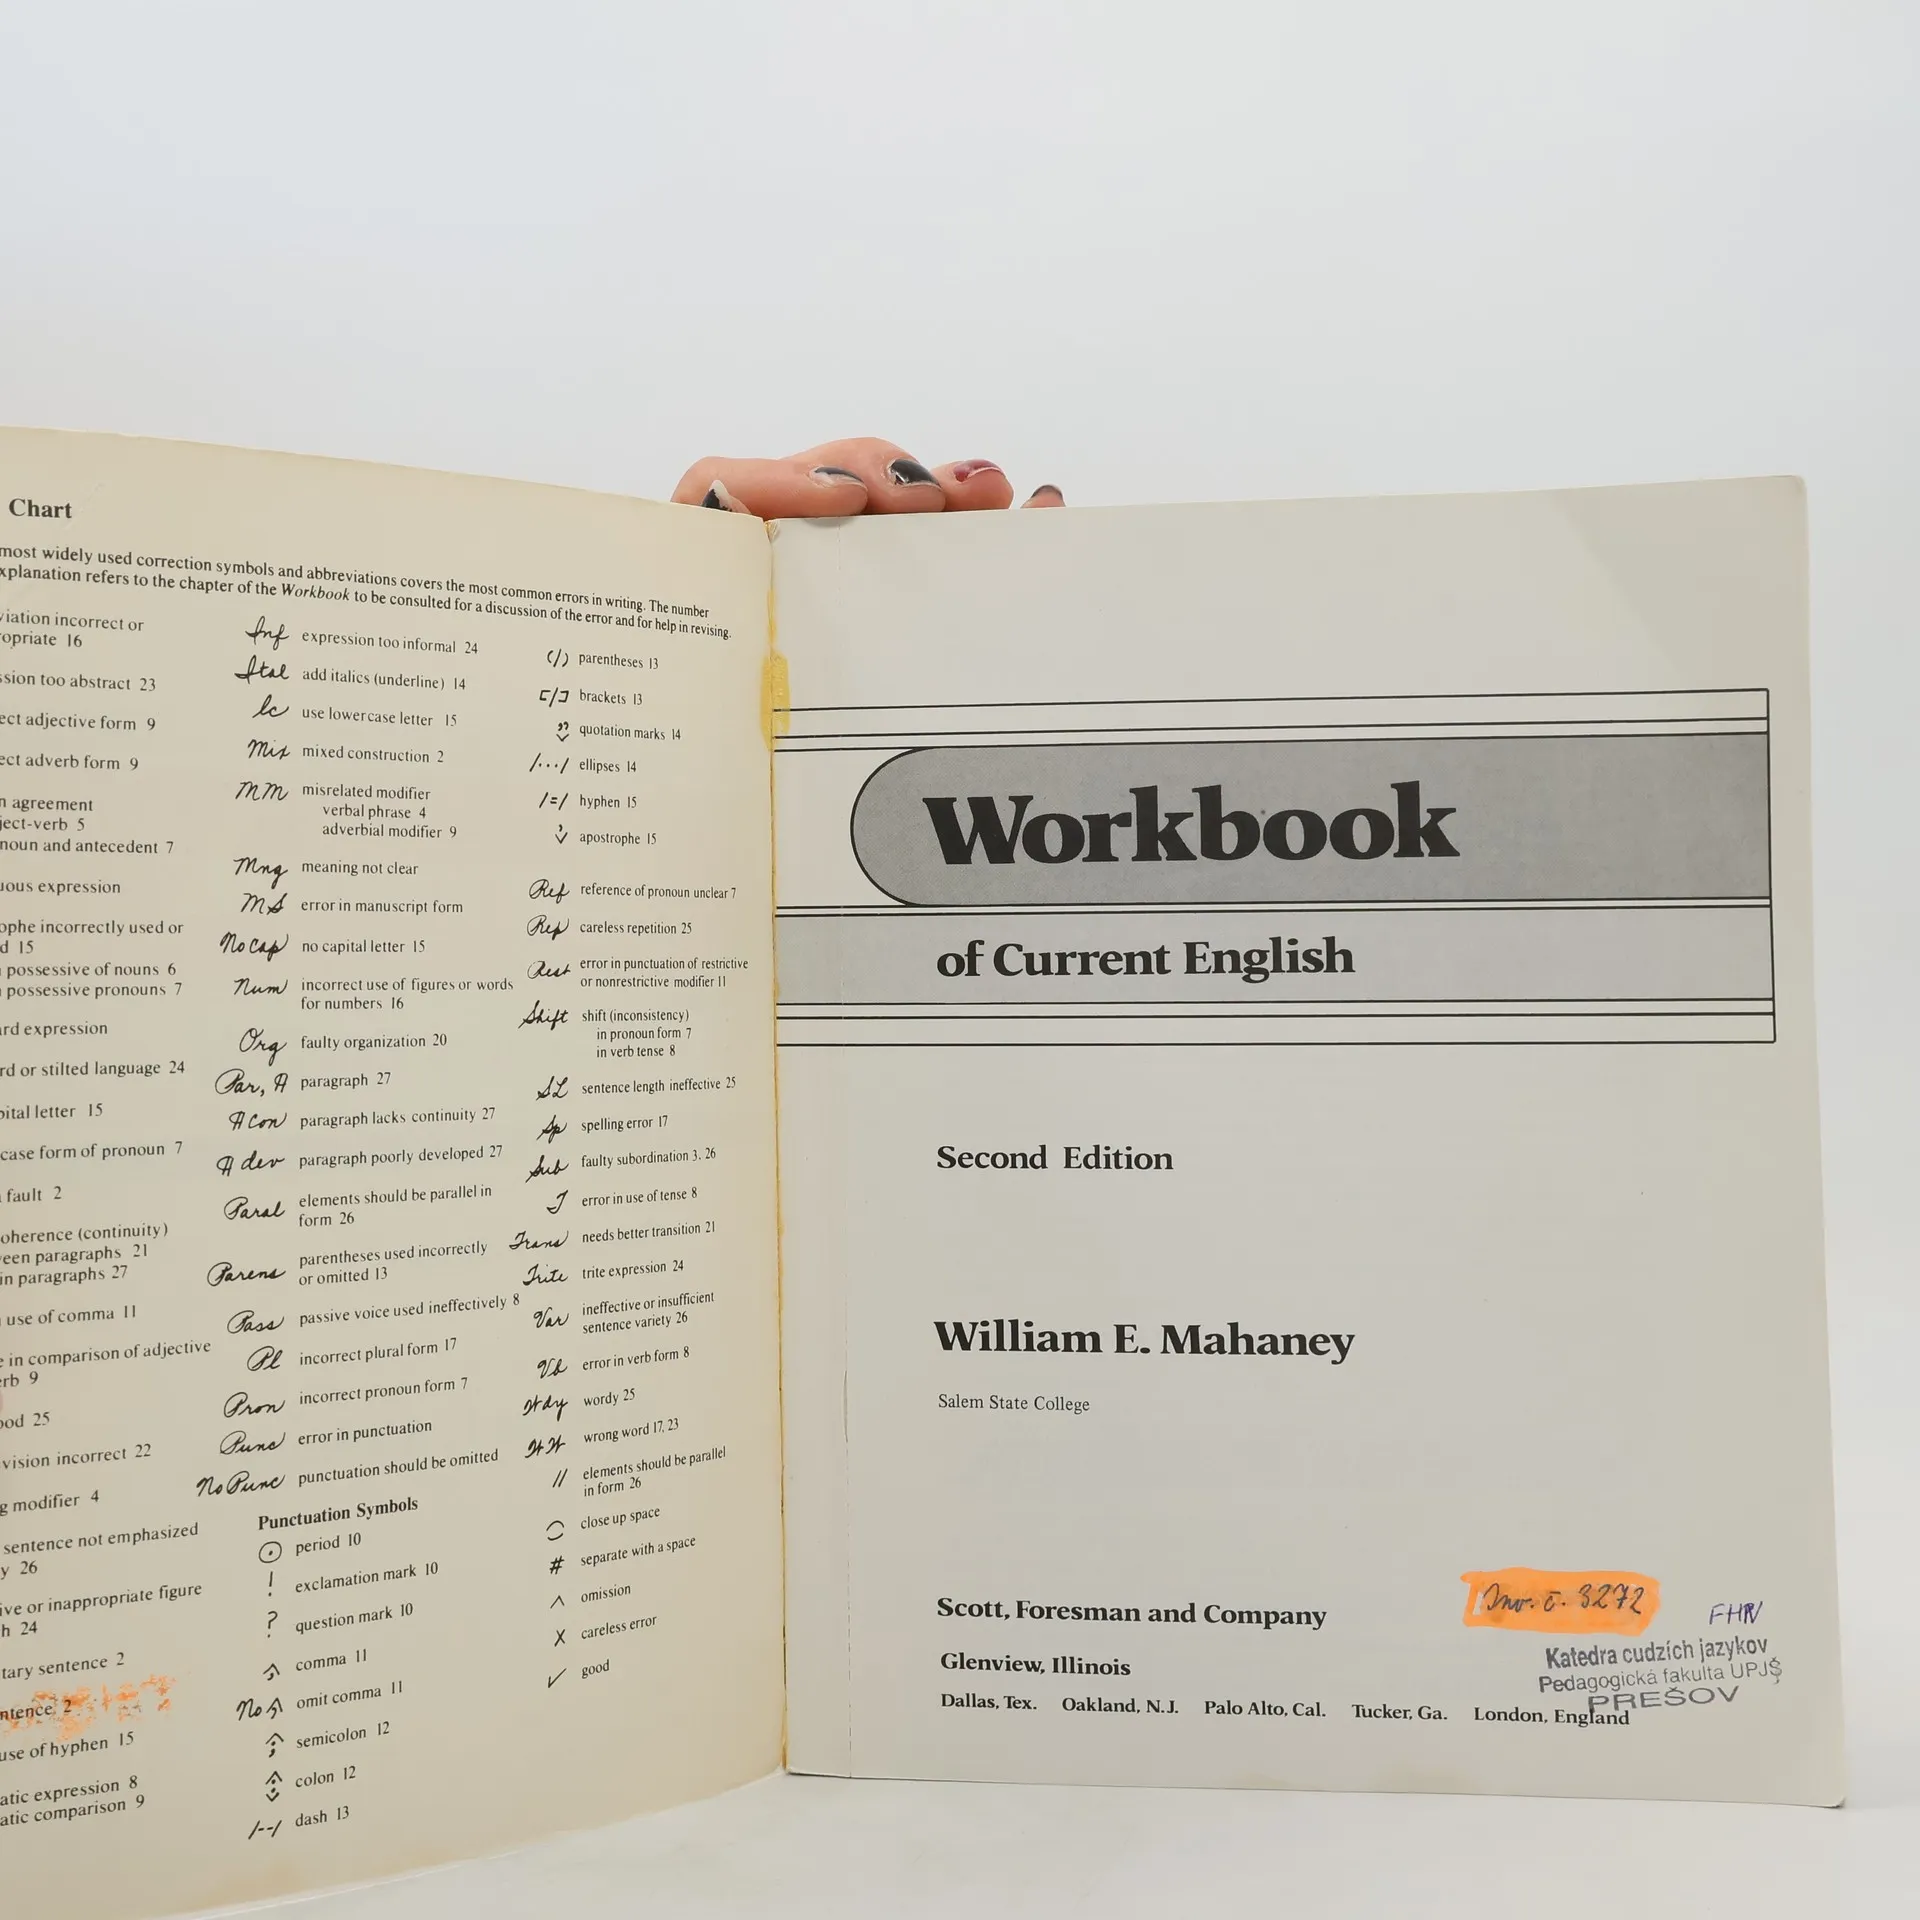 Chart
most widely used correction symbols and abbreviations covers the most common errors in writing. The number
xplanation refers to the chapter of the Workbook to be consulted for a discussion of the error and for help in revising.
viation incorrect or
opriate 16
ssion too abstract 23
ect adjective form 9
ect adverb form 9
n agreement
ject-verb 5
noun and antecedent 7
uous expression
ophe incorrectly used or
d 15
possessive of nouns 6
possessive pronouns 7
rd expression
rd or stilted language 24
pital letter 15
case form of pronoun 7
fault 2
oherence (continuity)
veen paragraphs 21
in paragraphs 27
use of comma 11
e in comparison of adjective
erb 9
ood 25
vision incorrect 22
g modifier 4
sentence not emphasized
y 26
ive or inappropriate figure
h 24
tary sentence 2
ntence 2
use of hyphen 15
atic expression 8
atic comparison 9
Inf expression too informal 24
Ital add italics (underline) 14
lc use lowercase letter 15
Mix mixed construction 2
MM misrelated modifier
verbal phrase 4
adverbial modifier 9
Mng meaning not clear
MS error in manuscript form
No cap no capital letter 15
Num incorrect use of figures or words
for numbers 16
Org faulty organization 20
Par, ¶ paragraph 27
¶ con paragraph lacks continuity 27
¶ dev paragraph poorly developed 27
Paral elements should be parallel in
form 26
Parens parentheses used incorrectly
or omitted 13
Pass passive voice used ineffectively 8
Pl incorrect plural form 17
Pron incorrect pronoun form 7
Punc error in punctuation
No Punc punctuation should be omitted
Punctuation Symbols
⊙ period 10
! exclamation mark 10
? question mark 10
comma 11
No omit comma 11
semicolon 12
colon 12
/--/ dash 13
(/) parentheses 13
[/] brackets 13
quotation marks 14
/.../ ellipses 14
/=/ hyphen 15
apostrophe 15
Ref reference of pronoun unclear 7
Rep careless repetition 25
Rest error in punctuation of restrictive
or nonrestrictive modifier 11
Shift shift (inconsistency)
in pronoun form 7
in verb tense 8
SL sentence length ineffective 25
Sp spelling error 17
Sub faulty subordination 3, 26
T error in use of tense 8
Trans needs better transition 21
Trite trite expression 24
Var ineffective or insufficient
sentence variety 26
Vb error in verb form 8
Wdy wordy 25
WW wrong word 17, 23
// elements should be parallel
in form 26
close up space
# separate with a space
^ omission
X careless error
✓ good
Workbook
of Current English
Second Edition
William E. Mahaney
Salem State College
Scott, Foresman and Company
Glenview, Illinois
Dallas, Tex. Oakland, N.J. Palo Alto, Cal. Tucker, Ga. London, England
Inv. č. 3272
FHPV
Katedra cudzích jazykov
Pedagogická fakulta UPJŠ
PREŠOV